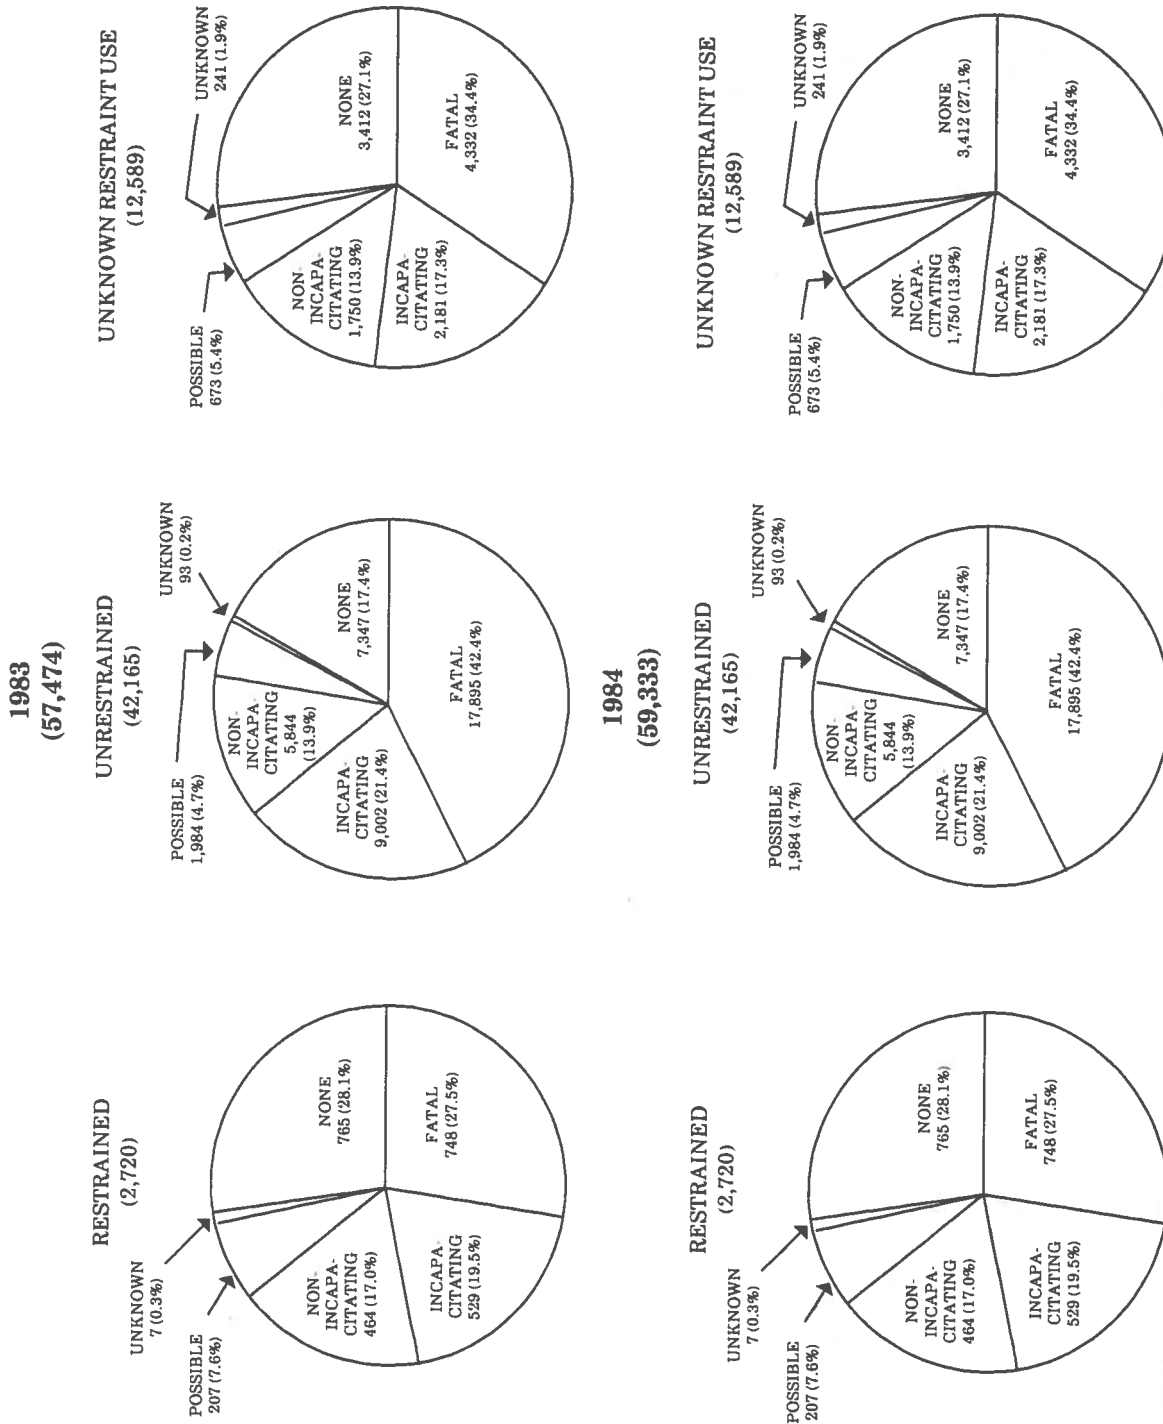 1983
(57,474)
RESTRAINED
(2,720)
UNKNOWN
7 (0.3%)
POSSIBLE
207 (7.6%)
NONE
765 (28.1%)
NON-
INCAPA-
CITATING
464 (17.0%)
INCAPA-
CITATING
529 (19.5%)
FATAL
748 (27.5%)
UNRESTRAINED
(42,165)
POSSIBLE
1,984 (4.7%)
UNKNOWN
93 (0.2%)
NON-
INCAPA-
CITATING
5,844
(13.9%)
NONE
7,347 (17.4%)
INCAPA-
CITATING
9,002 (21.4%)
FATAL
17,895 (42.4%)
UNKNOWN RESTRAINT USE
(12,589)
POSSIBLE
673 (5.4%)
UNKNOWN
241 (1.9%)
NON-
INCAPA-
CITATING
1,750 (13.9%)
NONE
3,412 (27.1%)
INCAPA-
CITATING
2,181 (17.3%)
FATAL
4,332 (34.4%)
1984
(59,333)
RESTRAINED
(2,720)
UNKNOWN
7 (0.3%)
POSSIBLE
207 (7.6%)
NONE
765 (28.1%)
NON-
INCAPA-
CITATING
464 (17.0%)
INCAPA-
CITATING
529 (19.5%)
FATAL
748 (27.5%)
UNRESTRAINED
(42,165)
POSSIBLE
1,984 (4.7%)
UNKNOWN
93 (0.2%)
NON-
INCAPA-
CITATING
5,844
(13.9%)
NONE
7,347 (17.4%)
INCAPA-
CITATING
9,002 (21.4%)
FATAL
17,895 (42.4%)
UNKNOWN RESTRAINT USE
(12,589)
POSSIBLE
673 (5.4%)
UNKNOWN
241 (1.9%)
NON-
INCAPA-
CITATING
1,750 (13.9%)
NONE
3,412 (27.1%)
INCAPA-
CITATING
2,181 (17.3%)
FATAL
4,332 (34.4%)